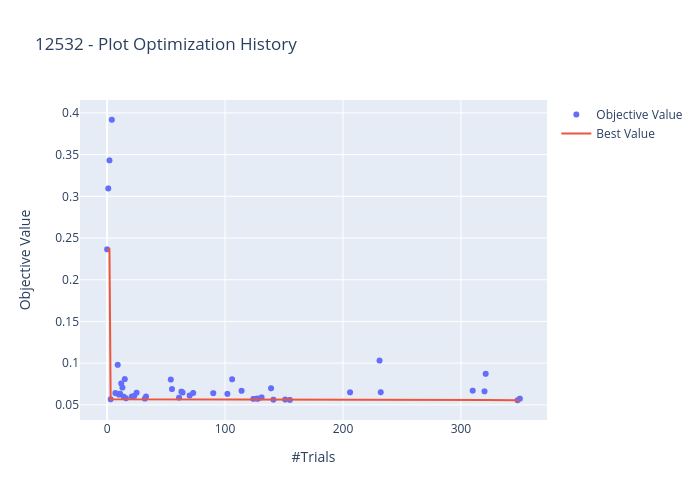 12532 - Plot Optimization History
Objective Value
Best Value
0.4
0.35
0.3
0.25
0.2
0.15
0.1
0.05
0
100
200
300
#Trials
Objective Value